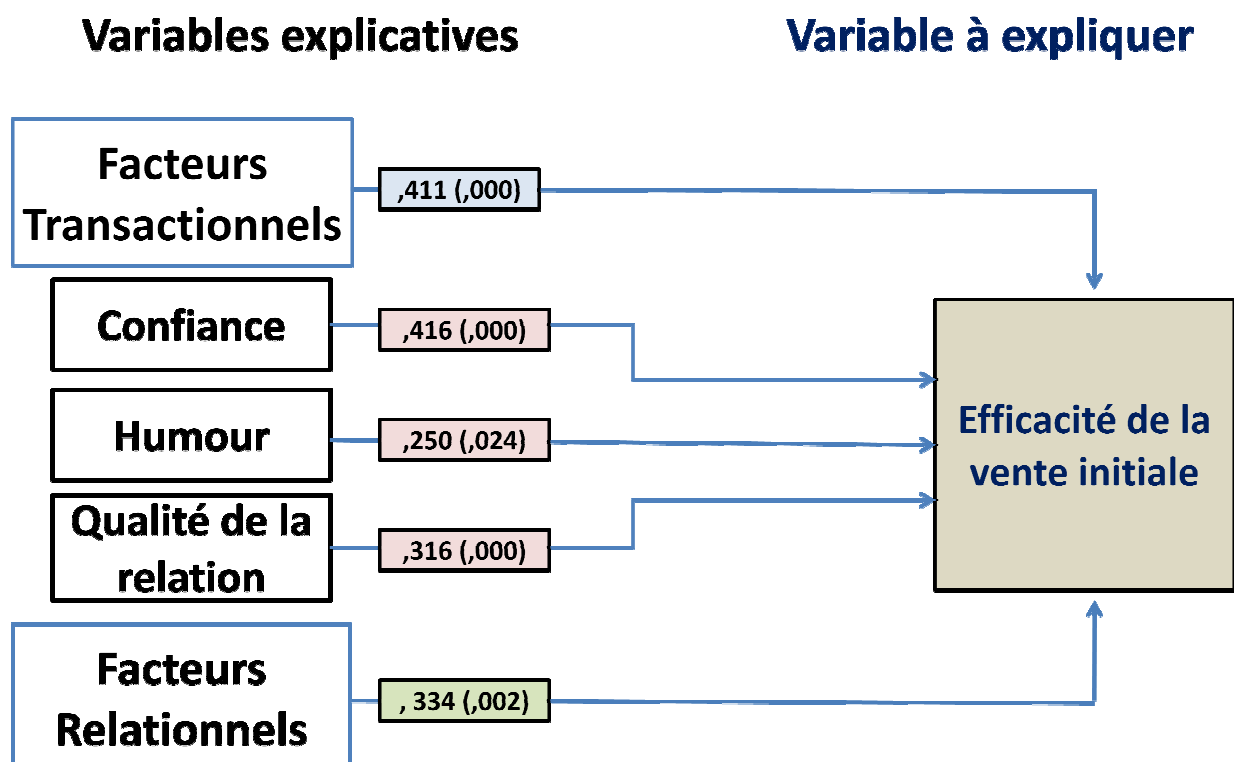 Variables explicatives
Variable à expliquer
Facteurs
Transactionnels
,411 (,000)
Confiance
,416 (,000)
Humour
,250 (,024)
Qualité de la
relation
,316 (,000)
Facteurs
Relationnels
, 334 (,002)
Efficacité de la
vente initiale